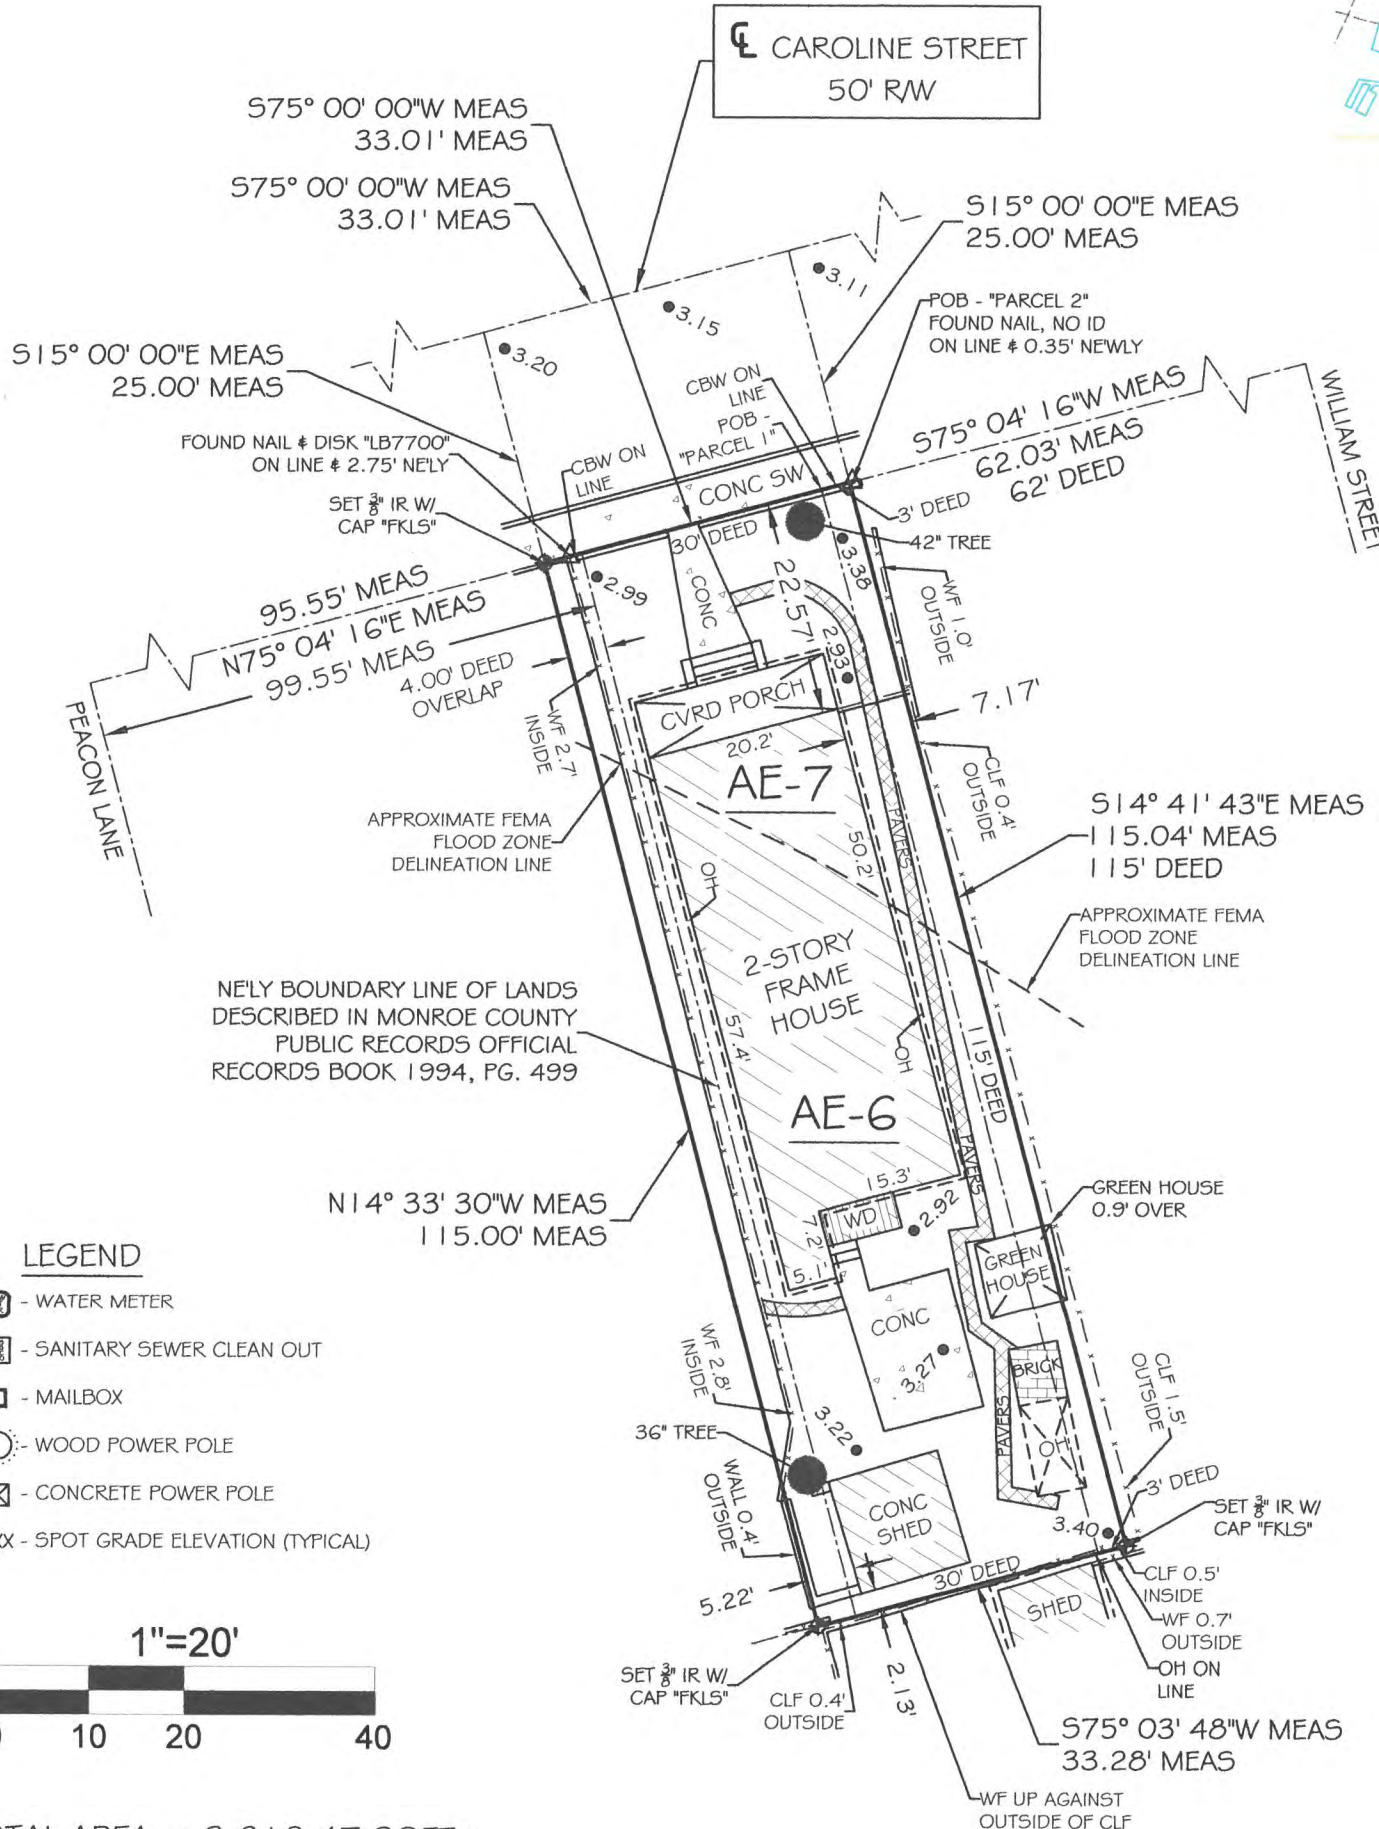 ℄ CAROLINE STREET
50' R/W
S75° 00' 00"W MEAS
33.01' MEAS
S75° 00' 00"W MEAS
33.01' MEAS
S15° 00' 00"E MEAS
25.00' MEAS
3.11
3.15
3.20
POB - "PARCEL 2"
FOUND NAIL, NO ID
ON LINE & 0.35' NEWLY
S15° 00' 00"E MEAS
25.00' MEAS
CBW ON
LINE
POB -
"PARCEL 1"
S75° 04' 16"W MEAS
62.03' MEAS
62' DEED
WILLIAM STREET
FOUND NAIL & DISK "LB7700"
ON LINE & 2.75' NE'LY
CBW ON
LINE
CONC SW
SET 3/8" IR W/
CAP "FKLS"
30' DEED
3' DEED
42" TREE
3.38
2.99
CONC
22.57'
2.93
WF 1.0'
OUTSIDE
95.55' MEAS
N75° 04' 16"E MEAS
99.55' MEAS
4.00' DEED
OVERLAP
PEACON LANE
WF 2.7'
INSIDE
CVRD PORCH
7.17'
20.2'
AE-7
CLF 0.4'
OUTSIDE
APPROXIMATE FEMA
FLOOD ZONE
DELINEATION LINE
PAVERS
50.2'
S14° 41' 43"E MEAS
115.04' MEAS
115' DEED
OH
APPROXIMATE FEMA
FLOOD ZONE
DELINEATION LINE
2-STORY
FRAME
HOUSE
NE'LY BOUNDARY LINE OF LANDS
DESCRIBED IN MONROE COUNTY
PUBLIC RECORDS OFFICIAL
RECORDS BOOK 1994, PG. 499
57.4'
OH
115' DEED
AE-6
PAVERS
15.3'
N14° 33' 30"W MEAS
115.00' MEAS
WD
7.2'
2.92
5.1'
GREEN HOUSE
0.9' OVER
GREEN
HOUSE
LEGEND
- WATER METER
- SANITARY SEWER CLEAN OUT
- MAILBOX
- WOOD POWER POLE
- CONCRETE POWER POLE
- SPOT GRADE ELEVATION (TYPICAL)
CONC
3.27
WF 2.8'
INSIDE
BRICK
CLF 1.5'
OUTSIDE
36" TREE
3.22
PAVERS
OH
WALL 0.4'
OUTSIDE
CONC
SHED
3' DEED
3.40
SET 3/8" IR W/
CAP "FKLS"
5.22'
30' DEED
SHED
CLF 0.5'
INSIDE
WF 0.7'
OUTSIDE
OH ON
LINE
SET 3/8" IR W/
CAP "FKLS"
CLF 0.4'
OUTSIDE
2.13'
S75° 03' 48"W MEAS
33.28' MEAS
WF UP AGAINST
OUTSIDE OF CLF
1"=20'
10 20 40